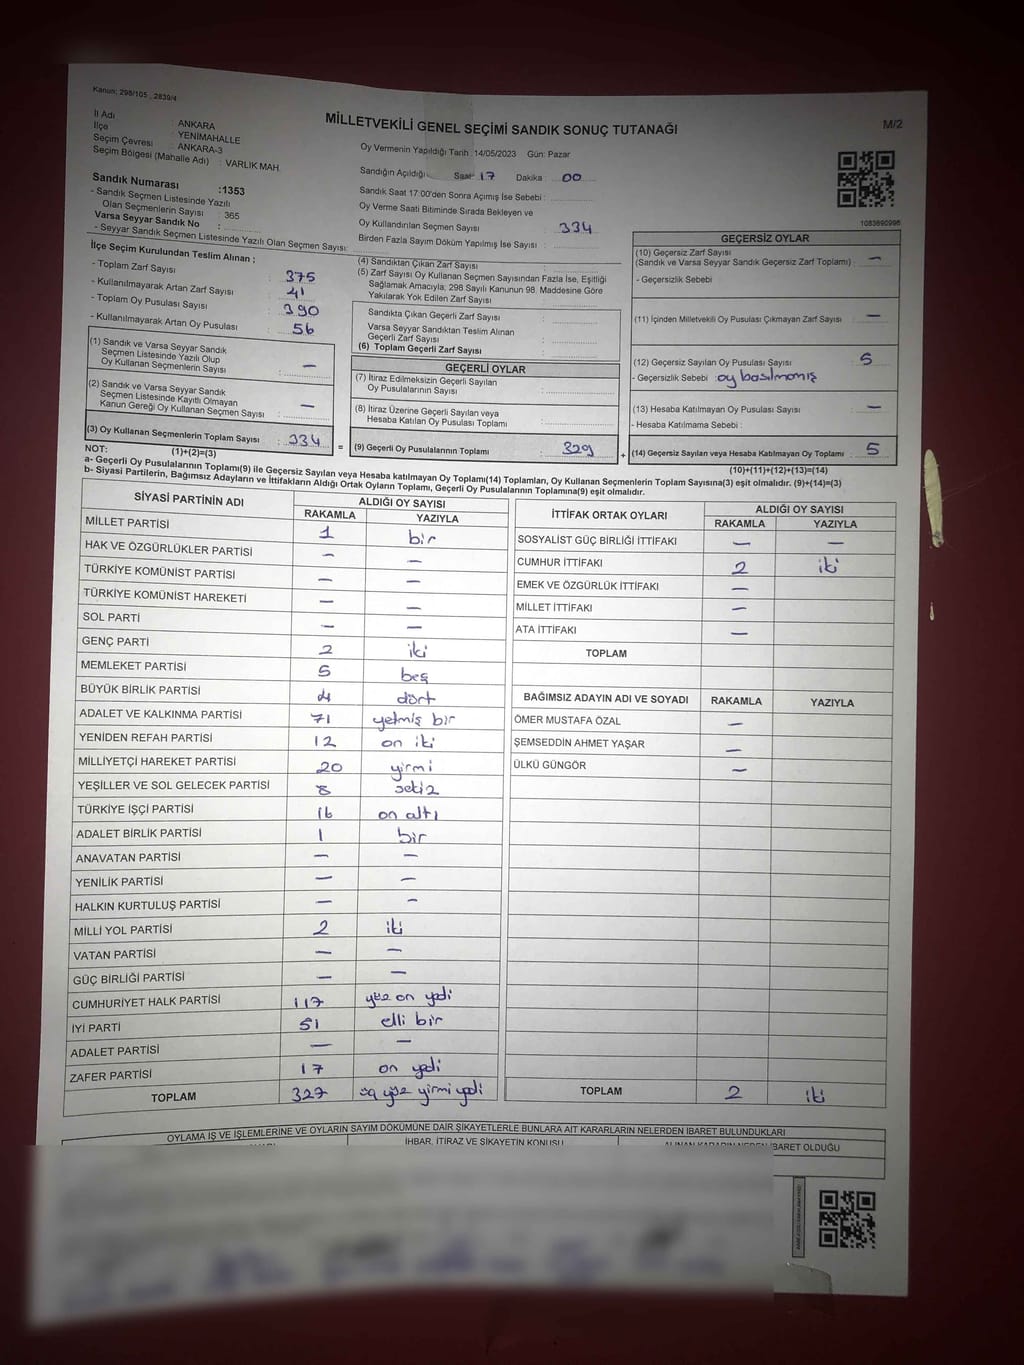 Kanun; 298/105 , 2839/4
MİLLETVEKİLİ GENEL SEÇİMİ SANDIK SONUÇ TUTANAĞI
M/2
İl Adı : ANKARA
İlçe : YENİMAHALLE
Seçim Çevresi : ANKARA-3
Seçim Bölgesi (Mahalle Adı) : VARLIK MAH.
Sandık Numarası :1353
- Sandık Seçmen Listesinde Yazılı
Olan Seçmenlerin Sayısı : 365
Varsa Seyyar Sandık No :
- Seyyar Sandık Seçmen Listesinde Yazılı Olan Seçmen Sayısı:
Oy Vermenin Yapıldığı Tarih :14/05/2023 Gün: Pazar
Sandığın Açıldığı Saat: 17 Dakika : 00
Sandık Saat 17:00'den Sonra Açımış İse Sebebi :
Oy Verme Saati Bitiminde Sırada Bekleyen ve
Oy Kullandırılan Seçmen Sayısı : 334
Birden Fazla Sayım Döküm Yapılmış İse Sayısı :
1083690996
İlçe Seçim Kurulundan Teslim Alınan ;
- Toplam Zarf Sayısı : 375
- Kullanılmayarak Artan Zarf Sayısı : 41
- Toplam Oy Pusulası Sayısı : 390
- Kullanılmayarak Artan Oy Pusulası : 56
(1) Sandık ve Varsa Seyyar Sandık
Seçmen Listesinde Yazılı Olup
Oy Kullanan Seçmenlerin Sayısı : —
(2) Sandık ve Varsa Seyyar Sandık
Seçmen Listesinde Kayıtlı Olmayan
Kanun Gereği Oy Kullanan Seçmen Sayısı : —
(3) Oy Kullanan Seçmenlerin Toplam Sayısı : 334 =
(1)+(2)=(3)
(4) Sandıktan Çıkan Zarf Sayısı :
(5) Zarf Sayısı Oy Kullanan Seçmen Sayısından Fazla İse, Eşitliği
Sağlamak Amacıyla; 298 Sayılı Kanunun 98. Maddesine Göre
Yakılarak Yok Edilen Zarf Sayısı :
Sandıkta Çıkan Geçerli Zarf Sayısı :
Varsa Seyyar Sandıktan Teslim Alınan
Geçerli Zarf Sayısı :
(6) Toplam Geçerli Zarf Sayısı :
GEÇERLİ OYLAR
(7) İtiraz Edilmeksizin Geçerli Sayılan
Oy Pusulalarının Sayısı :
(8) İtiraz Üzerine Geçerli Sayılan veya
Hesaba Katılan Oy Pusulası Toplamı :
(9) Geçerli Oy Pusulalarının Toplamı : 329 +
GEÇERSİZ OYLAR
(10) Geçersiz Zarf Sayısı
(Sandık ve Varsa Seyyar Sandık Geçersiz Zarf Toplamı) : —
- Geçersizlik Sebebi :
(11) İçinden Milletvekili Oy Pusulası Çıkmayan Zarf Sayısı : —
(12) Geçersiz Sayılan Oy Pusulası Sayısı : 5
- Geçersizlik Sebebi : oy basılmamış
(13) Hesaba Katılmayan Oy Pusulası Sayısı : —
- Hesaba Katılmama Sebebi :
(14) Geçersiz Sayılan veya Hesaba Katılmayan Oy Toplamı : 5
(10)+(11)+(12)+(13)=(14)
NOT:
a- Geçerli Oy Pusulalarının Toplamı(9) ile Geçersiz Sayılan veya Hesaba katılmayan Oy Toplamı(14) Toplamları, Oy Kullanan Seçmenlerin Toplam Sayısına(3) eşit olmalıdır. (9)+(14)=(3)
b- Siyasi Partilerin, Bağımsız Adayların ve İttifakların Aldığı Ortak Oyların Toplamı, Geçerli Oy Pusulalarının Toplamına(9) eşit olmalıdır.
SİYASİ PARTİNİN ADI ALDIĞI OY SAYISI
RAKAMLA YAZIYLA
MİLLET PARTİSİ 1 bir
HAK VE ÖZGÜRLÜKLER PARTİSİ — —
TÜRKİYE KOMÜNİST PARTİSİ — —
TÜRKİYE KOMÜNİST HAREKETİ — —
SOL PARTİ — —
GENÇ PARTİ 2 iki
MEMLEKET PARTİSİ 5 beş
BÜYÜK BİRLİK PARTİSİ 4 dört
ADALET VE KALKINMA PARTİSİ 71 yetmiş bir
YENİDEN REFAH PARTİSİ 12 on iki
MİLLİYETÇİ HAREKET PARTİSİ 20 yirmi
YEŞİLLER VE SOL GELECEK PARTİSİ 8 sekiz
TÜRKİYE İŞÇİ PARTİSİ 16 on altı
ADALET BİRLİK PARTİSİ 1 bir
ANAVATAN PARTİSİ — —
YENİLİK PARTİSİ — —
HALKIN KURTULUŞ PARTİSİ — —
MİLLİ YOL PARTİSİ 2 iki
VATAN PARTİSİ — —
GÜÇ BİRLİĞİ PARTİSİ — —
CUMHURİYET HALK PARTİSİ 117 yüz on yedi
İYİ PARTİ 51 elli bir
ADALET PARTİSİ — —
ZAFER PARTİSİ 17 on yedi
TOPLAM 327 üç yüz yirmi yedi
İTTİFAK ORTAK OYLARI ALDIĞI OY SAYISI
RAKAMLA YAZIYLA
SOSYALİST GÜÇ BİRLİĞİ İTTİFAKI — —
CUMHUR İTTİFAKI 2 iki
EMEK VE ÖZGÜRLÜK İTTİFAKI —
MİLLET İTTİFAKI —
ATA İTTİFAKI —
TOPLAM
BAĞIMSIZ ADAYIN ADI VE SOYADI RAKAMLA YAZIYLA
ÖMER MUSTAFA ÖZAL —
ŞEMSEDDİN AHMET YAŞAR —
ÜLKÜ GÜNGÖR —
TOPLAM 2 iki
OYLAMA İŞ VE İŞLEMLERİNE VE OYLARIN SAYIM DÖKÜMÜNE DAİR ŞİKAYETLERLE BUNLARA AİT KARARLARIN NELERDEN İBARET BULUNDUKLARI
İHBAR, İTİRAZ VE ŞİKAYETİN KONUSU ALINAN KARARIN NEDEN İBARET OLDUĞU